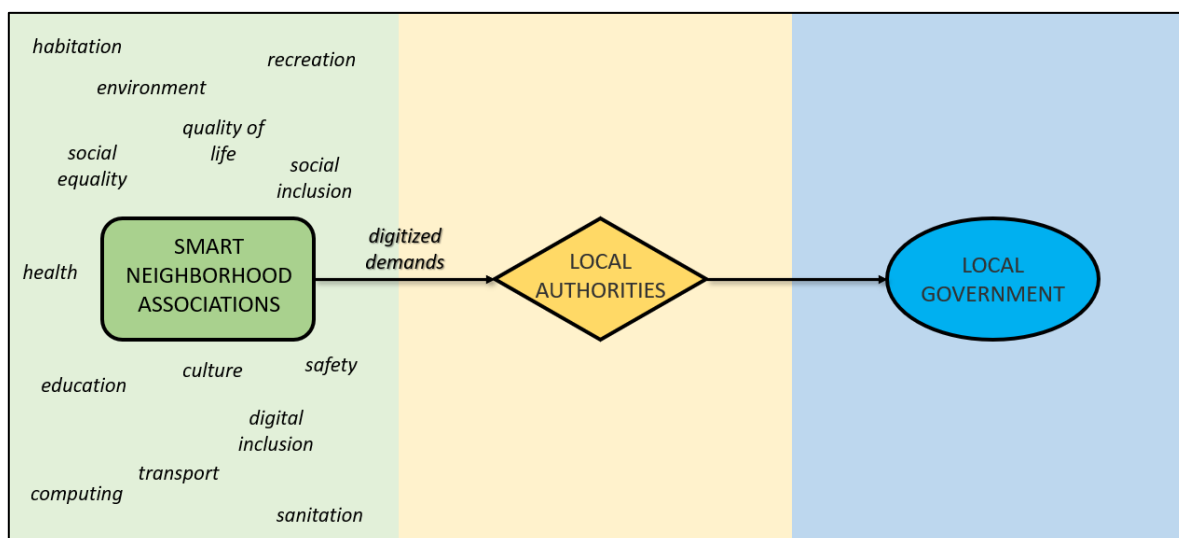 habitation
recreation
environment
quality of
life
social
equality
social
inclusion
SMART
NEIGHBORHOOD
ASSOCIATIONS
health
digitized
demands
LOCAL
AUTHORITIES
LOCAL
GOVERNMENT
education
culture
safety
digital
inclusion
transport
computing
sanitation